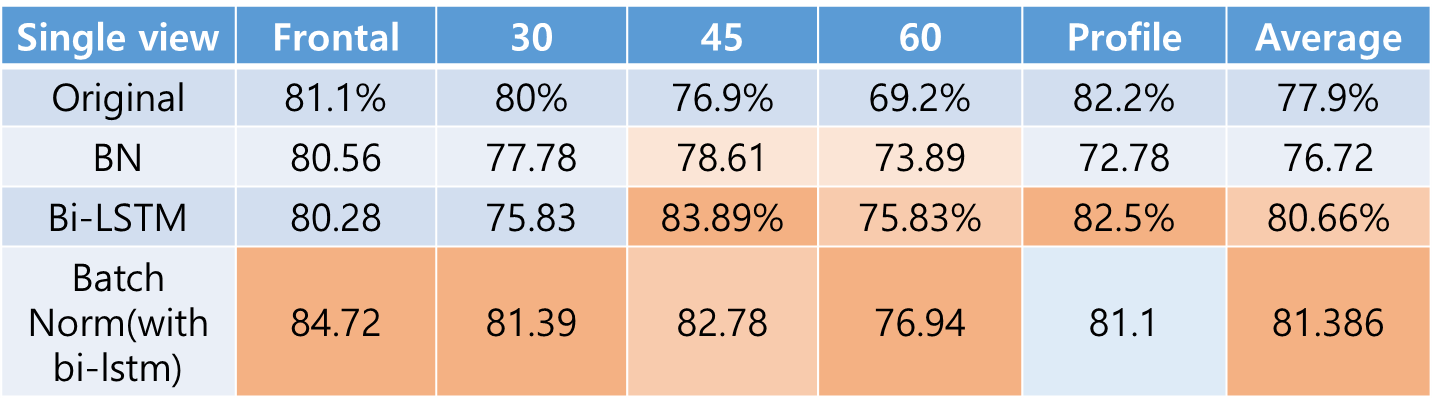 Single view Frontal 30 45 60 Profile Average
Original 81.1% 80% 76.9% 69.2% 82.2% 77.9%
BN 80.56 77.78 78.61 73.89 72.78 76.72
Bi-LSTM 80.28 75.83 83.89% 75.83% 82.5% 80.66%
Batch
Norm(with
bi-lstm) 84.72 81.39 82.78 76.94 81.1 81.386